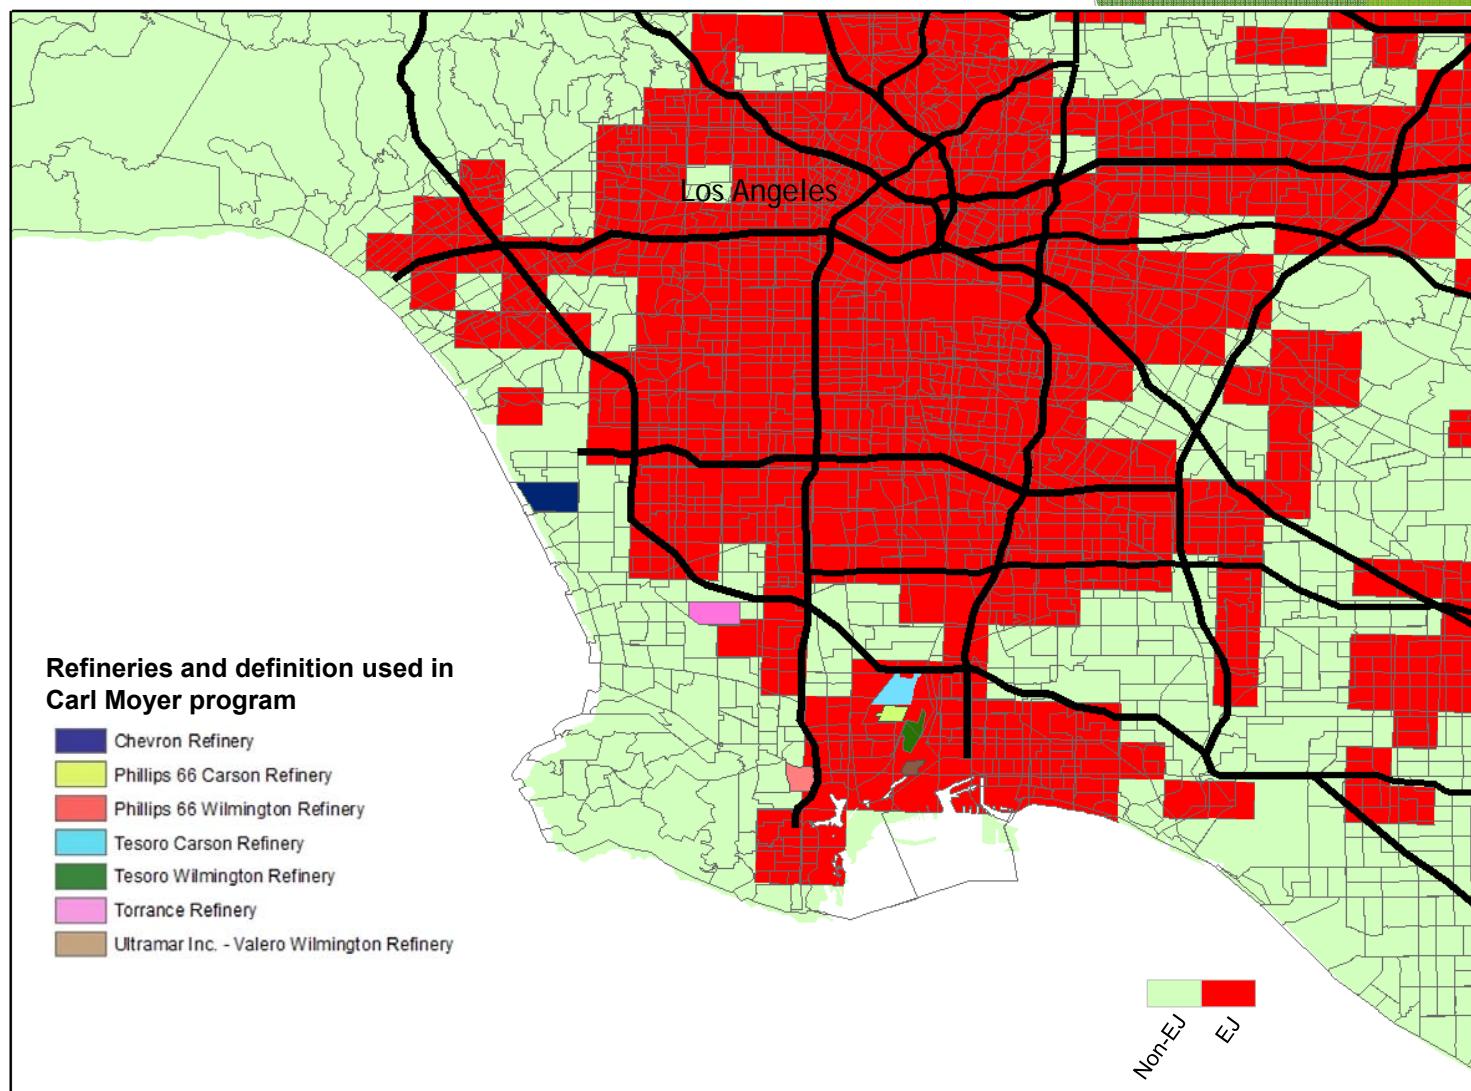 Los Angeles
Refineries and definition used in
Carl Moyer program
Chevron Refinery
Phillips 66 Carson Refinery
Phillips 66 Wilmington Refinery
Tesoro Carson Refinery
Tesoro Wilmington Refinery
Torrance Refinery
Ultramar Inc. - Valero Wilmington Refinery
Non-EJ
EJ